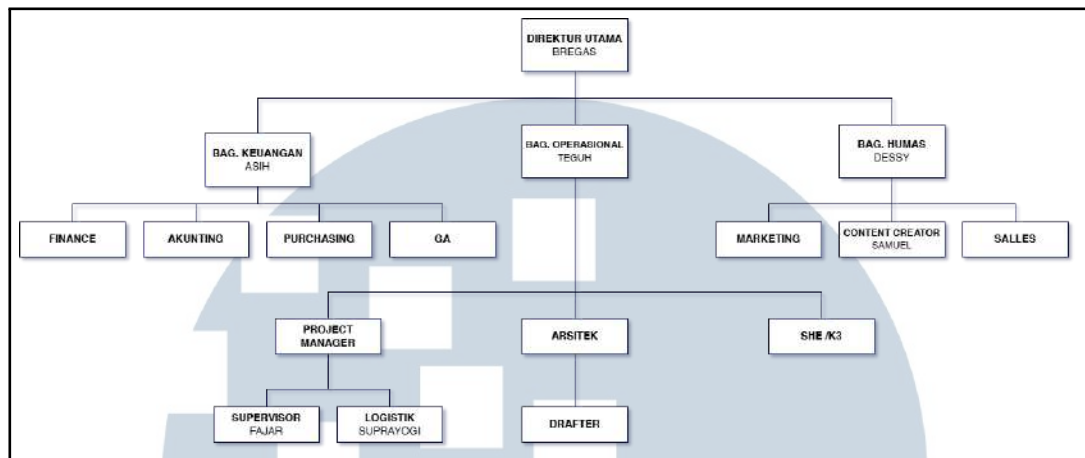 DIREKTUR UTAMA
BREGAS
BAG. KEUANGAN
ASIH
BAG. OPERASIONAL
TEGUH
BAG. HUMAS
DESSY
FINANCE
AKUNTING
PURCHASING
GA
MARKETING
CONTENT CREATOR
SAMUEL
SALLES
PROJECT
MANAGER
ARSITEK
SHE /K3
SUPERVISOR
FAJAR
LOGISTIK
SUPRAYOGI
DRAFTER